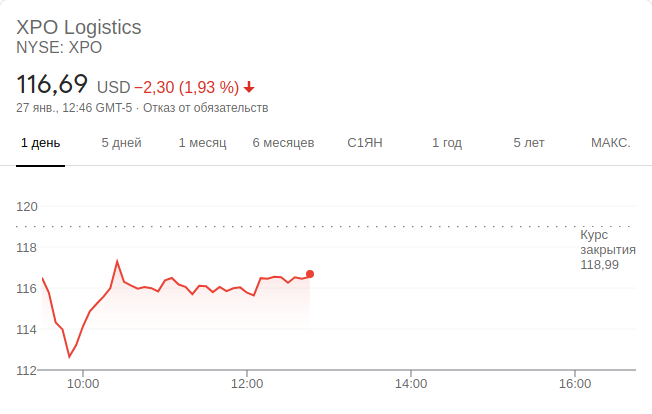 XPO Logistics
NYSE: XPO
116,69 USD −2,30 (1,93 %)
27 янв., 12:46 GMT-5 · Отказ от обязательств
1 день 5 дней 1 месяц 6 месяцев С1ЯН 1 год 5 лет МАКС.
120
Курс
закрытия
118,99
118
116
114
112
10:00 12:00 14:00 16:00